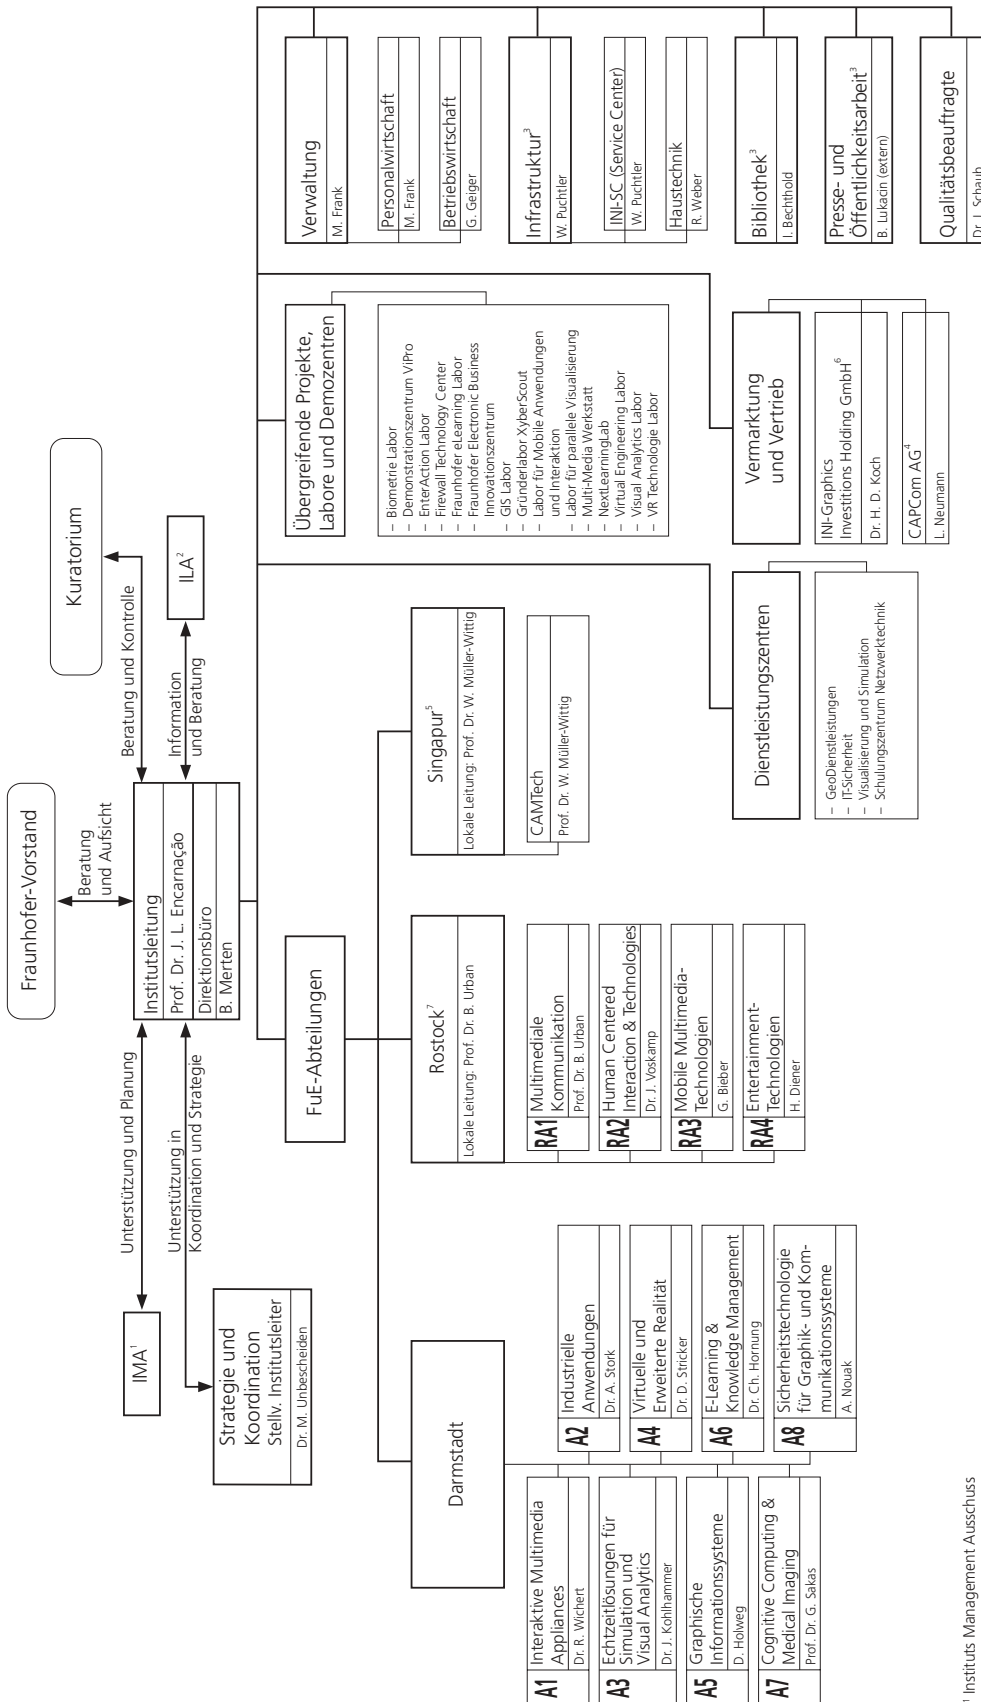 Fraunhofer-Vorstand
Kuratorium
Beratung
und Aufsicht
Beratung und Kontrolle
Unterstützung und Planung
IMA¹
Institutsleitung
Prof. Dr. J. L. Encarnação
Direktionsbüro
B. Merten
Information
und Beratung
ILA²
Unterstützung in
Koordination und Strategie
Strategie und
Koordination
Stellv. Institutsleiter
Dr. M. Unbescheiden
FuE-Abteilungen
Darmstadt
A1 Interaktive Multimedia
Appliances
Dr. R. Wichert
A2 Industrielle
Anwendungen
Dr. A. Stork
A3 Echtzeitlösungen für
Simulation und
Visual Analytics
Dr. J. Kohlhammer
A4 Virtuelle und
Erweiterte Realität
Dr. D. Stricker
A5 Graphische
Informationssysteme
D. Holweg
A6 E-Learning &
Knowledge Management
Dr. Ch. Hornung
A7 Cognitive Computing &
Medical Imaging
Prof. Dr. G. Sakas
A8 Sicherheitstechnologie
für Graphik- und Kom-
munikationssysteme
A. Nouak
Rostock⁷
Lokale Leitung: Prof. Dr. B. Urban
RA1 Multimediale
Kommunikation
Prof. Dr. B. Urban
RA2 Human Centered
Interaction & Technologies
Dr. J. Voskamp
RA3 Mobile Multimedia-
Technologien
G. Bieber
RA4 Entertainment-
Technologien
H. Diener
Singapur⁵
Lokale Leitung: Prof. Dr. W. Müller-Wittig
CAMTech
Prof. Dr. W. Müller-Wittig
Übergreifende Projekte,
Labore und Demozentren
– Biometrie Labor
– Demonstrationszentrum ViPro
– EnterAction Labor
– Firewall Technology Center
– Fraunhofer eLearning Labor
– Fraunhofer Electronic Business
Innovationszentrum
– GIS Labor
– Gründerlabor XyberScout
– Labor für Mobile Anwendungen
und Interaktion
– Labor für parallele Visualisierung
– Multi-Media Werkstatt
– NextLearningLab
– Virtual Engineering Labor
– Visual Analytics Labor
– VR Technologie Labor
Dienstleistungszentren
– GeoDienstleistungen
– IT-Sicherheit
– Visualisierung und Simulation
– Schulungszentrum Netzwerktechnik
Vermarktung
und Vertrieb
INI-Graphics
Investitions Holding GmbH⁶
Dr. H. D. Koch
CAPCom AG⁴
L. Neumann
Verwaltung
M. Frank
Personalwirtschaft
M. Frank
Betriebswirtschaft
G. Geiger
Infrastruktur³
W. Puchtler
INI-SC (Service Center)
W. Puchtler
Haustechnik
R. Weber
Bibliothek³
I. Bechthold
Presse- und
Öffentlichkeitsarbeit³
B. Lukacin (extern)
Qualitätsbeauftragte
Dr. J. Schaub
¹ Instituts Management Ausschuss